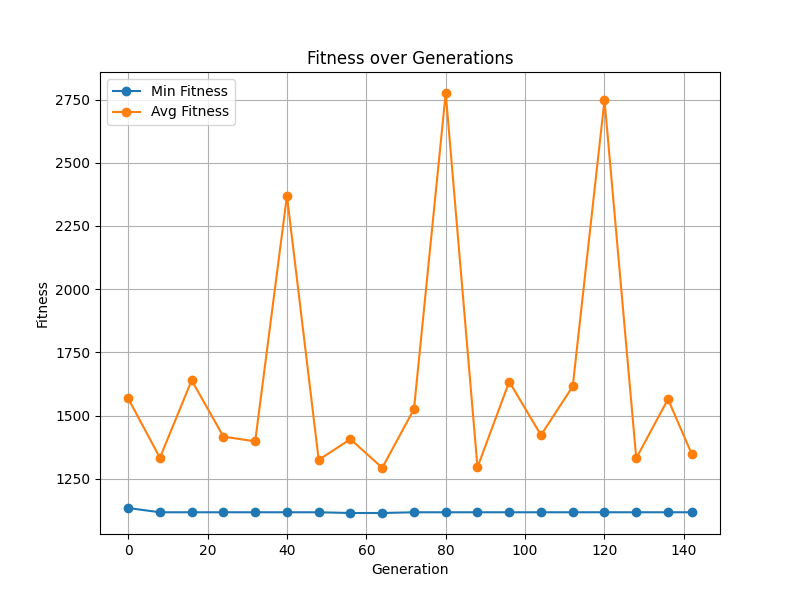 Fitness over Generations
Min Fitness
Avg Fitness
2750
2500
2250
2000
1750
1500
1250
Fitness
0 20 40 60 80 100 120 140
Generation